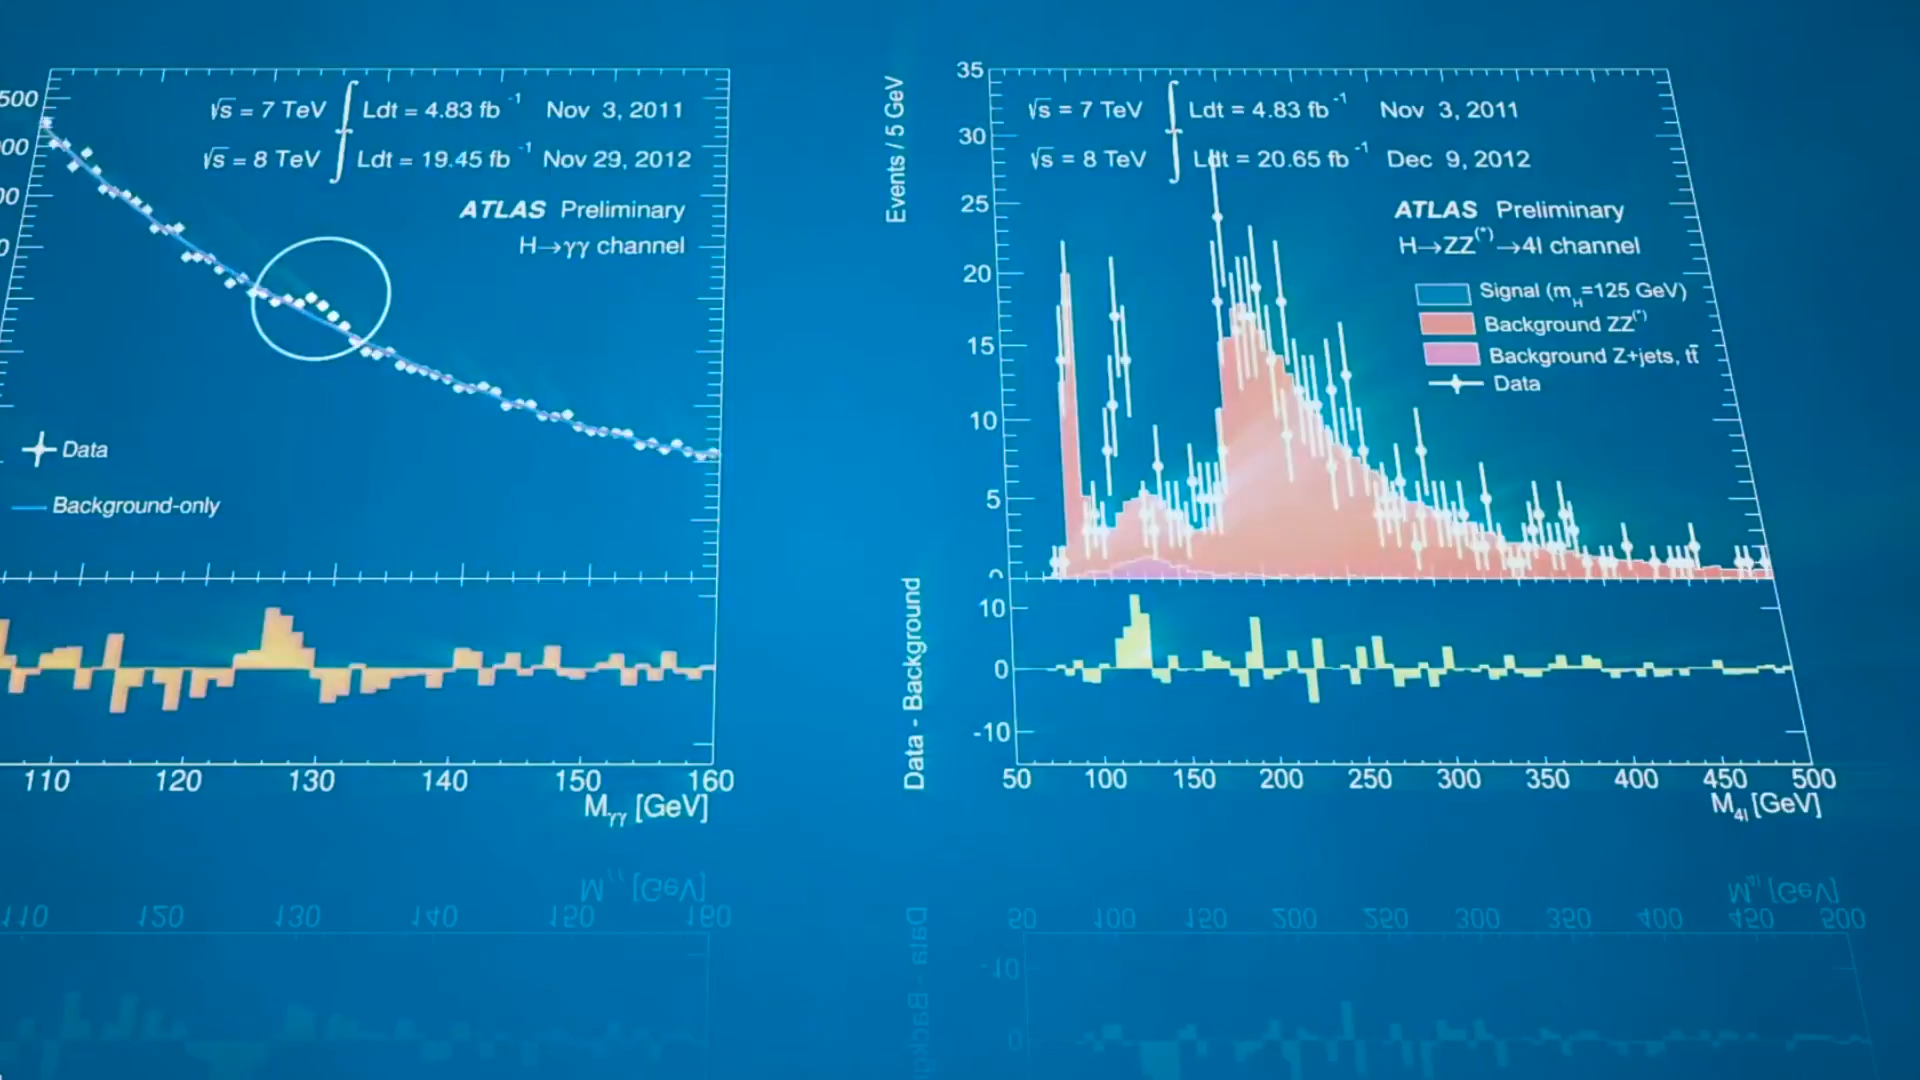 500
√s = 7 TeV ∫ Ldt = 4.83 fb⁻¹ Nov 3, 2011
√s = 8 TeV ∫ Ldt = 19.45 fb⁻¹ Nov 29, 2012
ATLAS Preliminary
H→γγ channel
Data
Background-only
110 120 130 140 150 160
Mγγ [GeV]
Events / 5 GeV
35
30
25
20
15
10
5
√s = 7 TeV ∫ Ldt = 4.83 fb⁻¹ Nov 3, 2011
√s = 8 TeV ∫ Ldt = 20.65 fb⁻¹ Dec 9, 2012
ATLAS Preliminary
H→ZZ(*)→4l channel
Signal (mH=125 GeV)
Background ZZ(*)
Background Z+jets, tt̄
Data
Data - Background
10
0
-10
50 100 150 200 250 300 350 400 450 500
M4l [GeV]